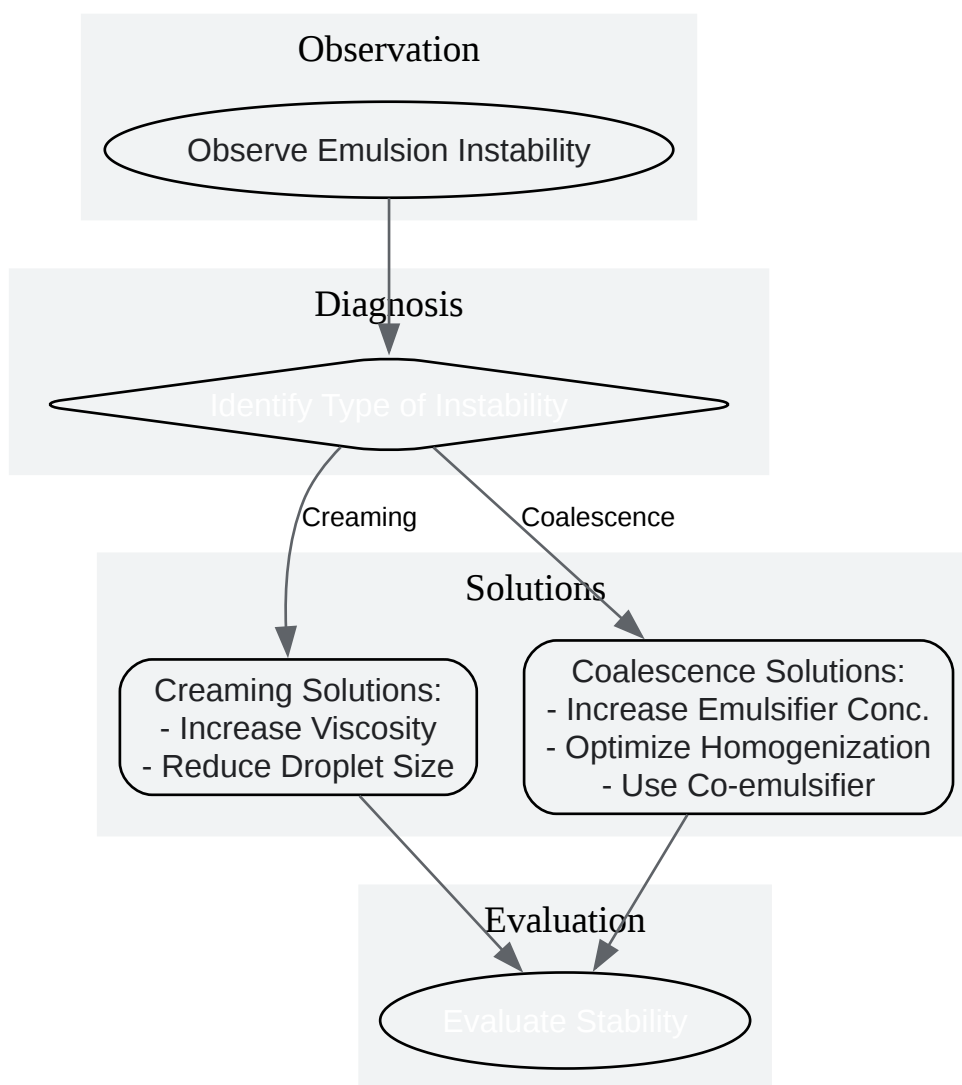 Observation
Observe Emulsion Instability
Diagnosis
Identify Type of Instability
Creaming
Coalescence
Solutions
Creaming Solutions:
- Increase Viscosity
- Reduce Droplet Size
Coalescence Solutions:
- Increase Emulsifier Conc.
- Optimize Homogenization
- Use Co-emulsifier
Evaluation
Evaluate Stability